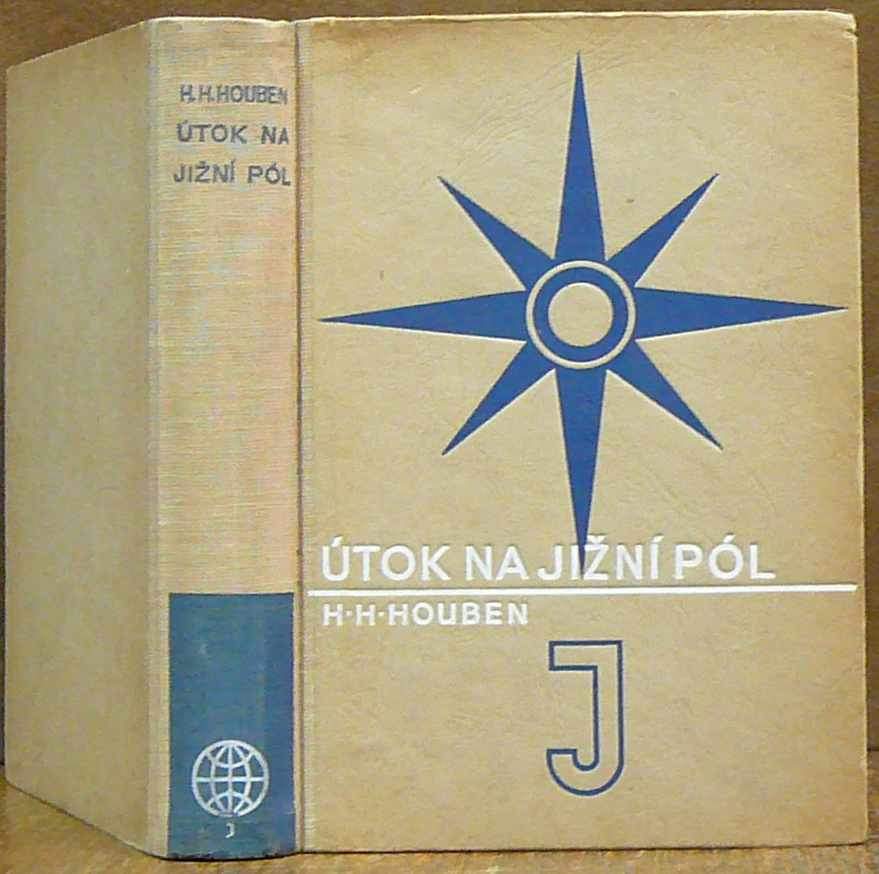 H.H.HOUBEN
ÚTOK NA
JIŽNÍ PÓL
J
ÚTOK NA JIŽNÍ PÓL
H·H·HOUBEN
J